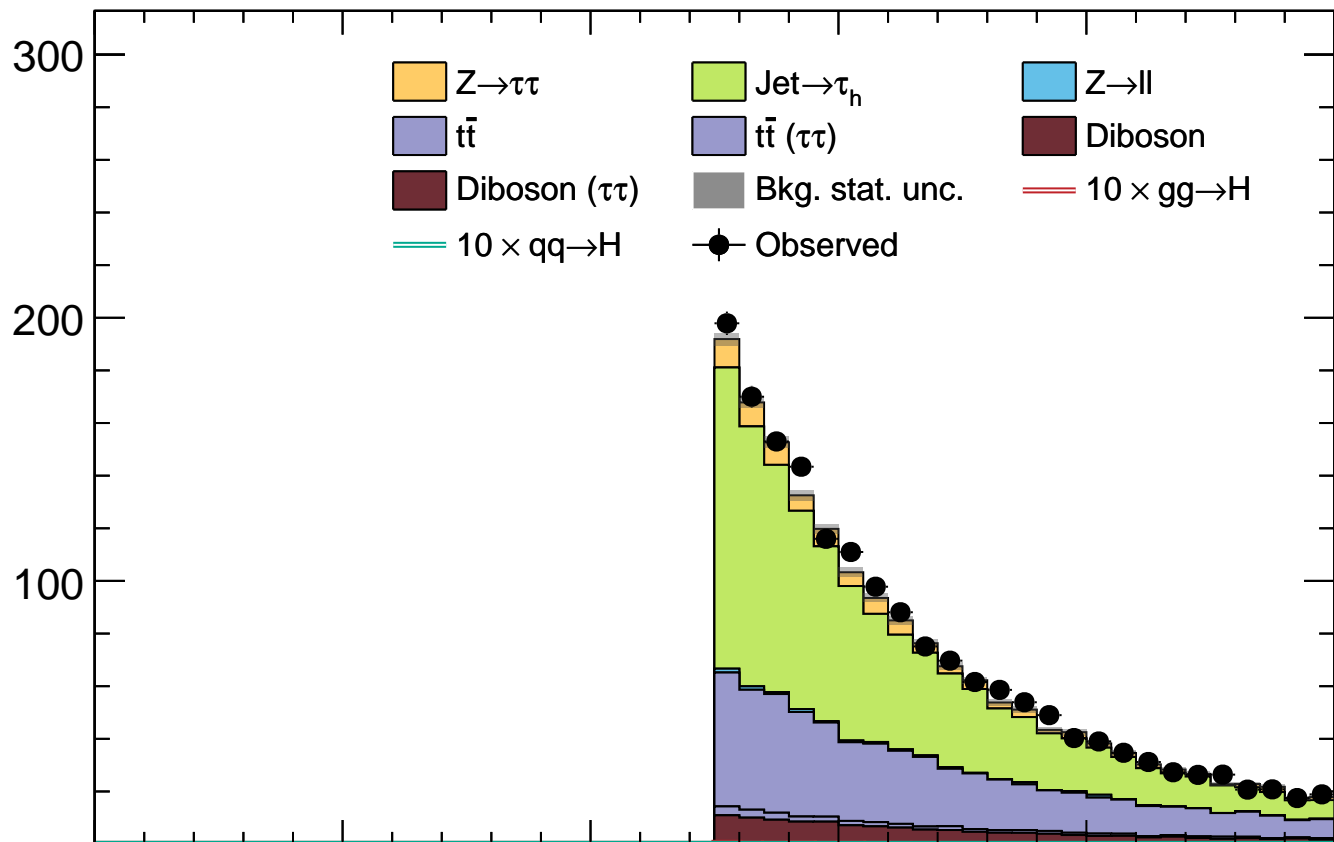 300
Z→ττ Jet→τₕ Z→ll
tt̄ tt̄ (ττ) Diboson
Diboson (ττ) Bkg. stat. unc. 10 × gg→H
10 × qq→H Observed
200
100